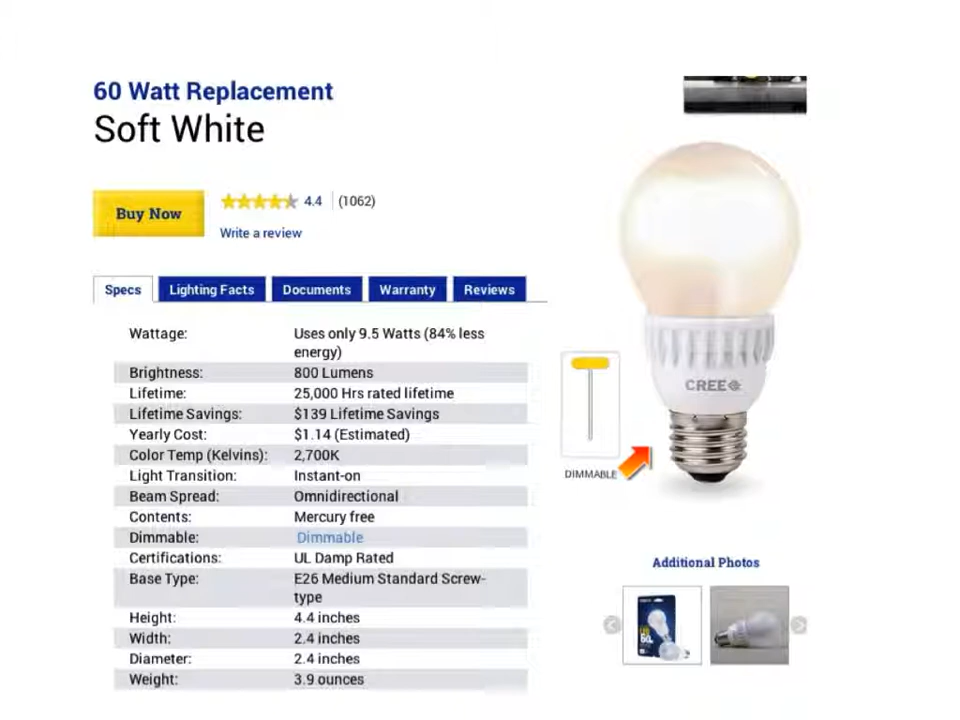 60 Watt Replacement
Soft White
Buy Now
4.4 (1062)
Write a review
Specs Lighting Facts Documents Warranty Reviews
Wattage: Uses only 9.5 Watts (84% less
energy)
Brightness: 800 Lumens
Lifetime: 25,000 Hrs rated lifetime
Lifetime Savings: $139 Lifetime Savings
Yearly Cost: $1.14 (Estimated)
Color Temp (Kelvins): 2,700K
Light Transition: Instant-on
Beam Spread: Omnidirectional
Contents: Mercury free
Dimmable: Dimmable
Certifications: UL Damp Rated
Base Type: E26 Medium Standard Screw-
type
Height: 4.4 inches
Width: 2.4 inches
Diameter: 2.4 inches
Weight: 3.9 ounces
CREE
DIMMABLE
Additional Photos